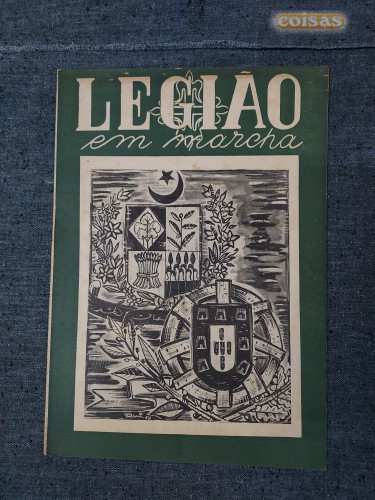 coisas
LEGIÃO
em marcha